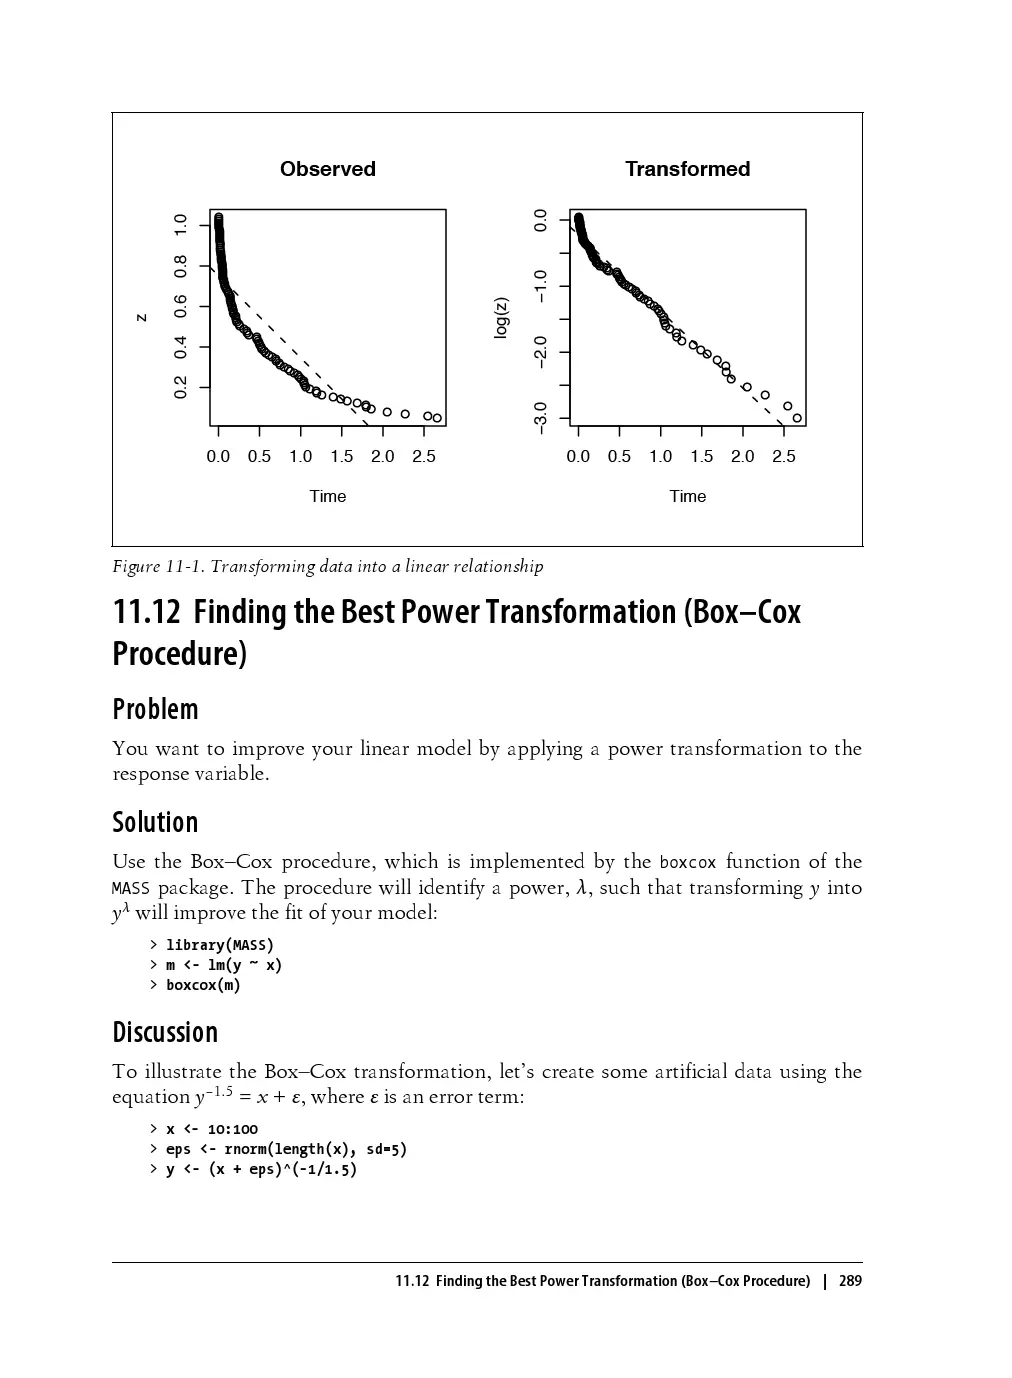 Observed
Transformed
z
0.2 0.4 0.6 0.8 1.0
0.0 0.5 1.0 1.5 2.0 2.5
Time
log(z)
−3.0 −2.0 −1.0 0.0
0.0 0.5 1.0 1.5 2.0 2.5
Time
Figure 11-1. Transforming data into a linear relationship
11.12 Finding the Best Power Transformation (Box–Cox
Procedure)
Problem
You want to improve your linear model by applying a power transformation to the
response variable.
Solution
Use the Box–Cox procedure, which is implemented by the boxcox function of the
MASS package. The procedure will identify a power, λ, such that transforming y into
y^λ will improve the fit of your model:
> library(MASS)
> m <- lm(y ~ x)
> boxcox(m)
Discussion
To illustrate the Box–Cox transformation, let’s create some artificial data using the
equation y^−1.5 = x + ε, where ε is an error term:
> x <- 10:100
> eps <- rnorm(length(x), sd=5)
> y <- (x + eps)^(-1/1.5)
11.12 Finding the Best Power Transformation (Box–Cox Procedure) | 289